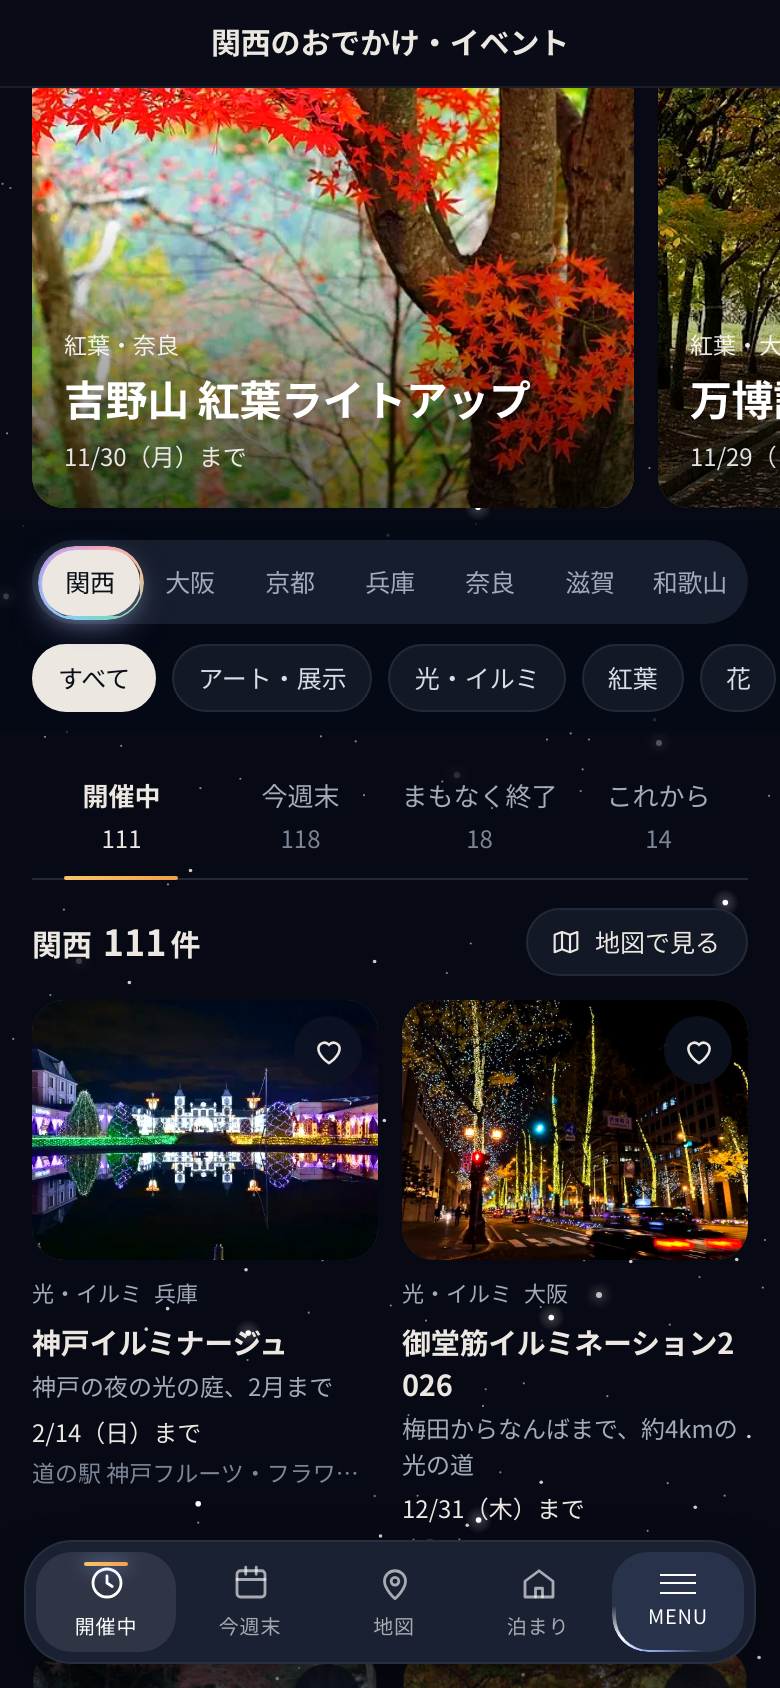 関西のおでかけ・イベント
紅葉・奈良
吉野山 紅葉ライトアップ
11/30（月）まで
紅葉・大
万博
11/29（
関西
大阪
京都
兵庫
奈良
滋賀
和歌山
すべて
アート・展示
光・イルミ
紅葉
花
開催中
111
今週末
118
まもなく終了
18
これから
14
関西 111件
地図で見る
光・イルミ 兵庫
神戸イルミナージュ
神戸の夜の光の庭、2月まで
2/14（日）まで
道の駅 神戸フルーツ・フラワ…
光・イルミ 大阪
御堂筋イルミネーション2
026
梅田からなんばまで、約4kmの
光の道
12/31（木）まで
開催中
今週末
地図
泊まり
MENU